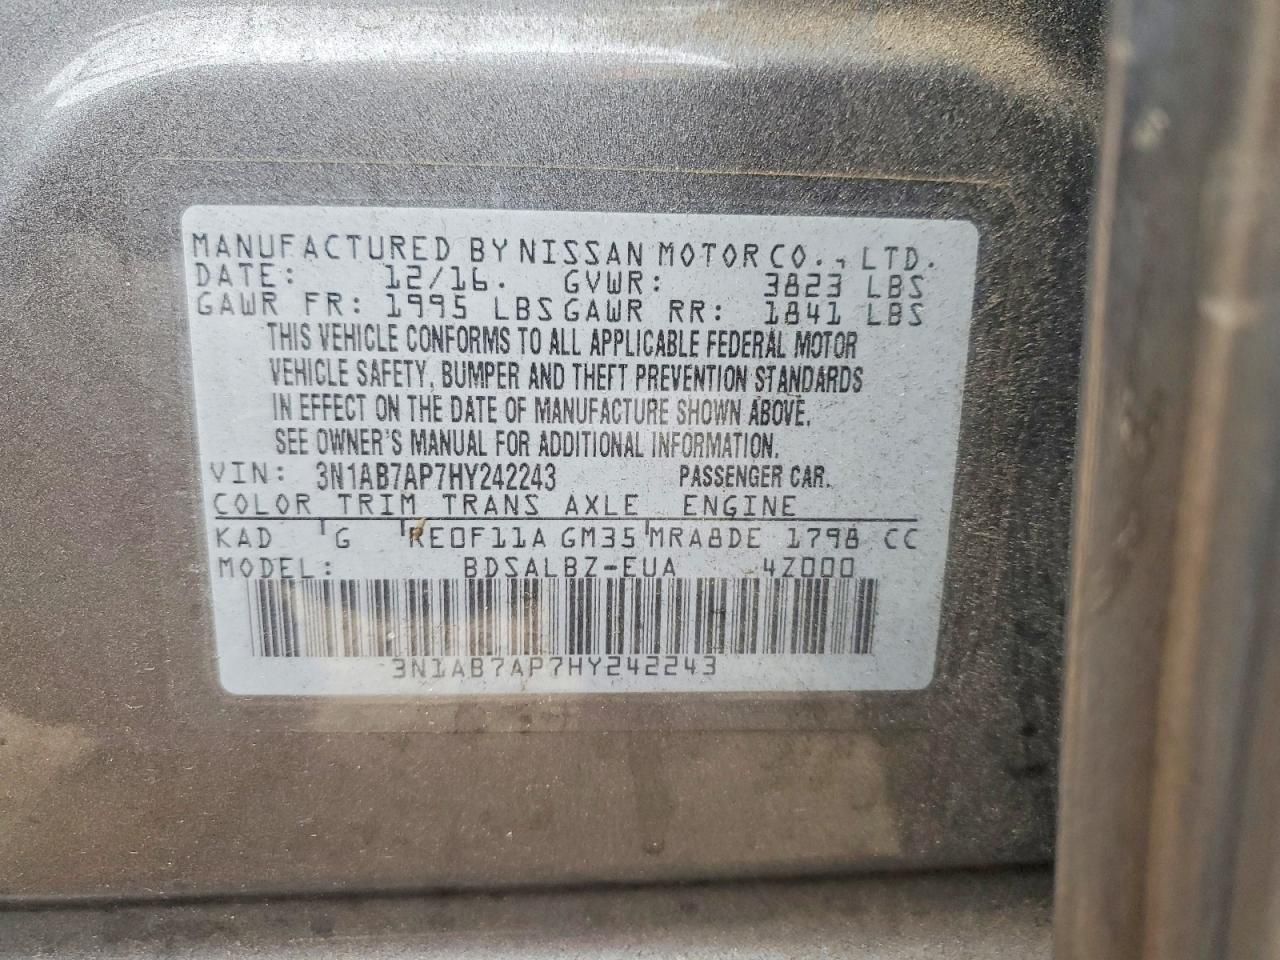 MANUFACTURED BY NISSAN MOTOR CO., LTD.
DATE: 12/16. GVWR: 3823 LBS
GAWR FR: 1995 LBS GAWR RR: 1841 LBS
THIS VEHICLE CONFORMS TO ALL APPLICABLE FEDERAL MOTOR
VEHICLE SAFETY, BUMPER AND THEFT PREVENTION STANDARDS
IN EFFECT ON THE DATE OF MANUFACTURE SHOWN ABOVE.
SEE OWNER'S MANUAL FOR ADDITIONAL INFORMATION.
VIN: 3N1AB7AP7HY242243 PASSENGER CAR.
COLOR TRIM TRANS AXLE ENGINE
KAD G RE0F11A GM35 MRA8DE 1798 CC
MODEL: BDSALBZ-EUA 4Z000
3N1AB7AP7HY242243